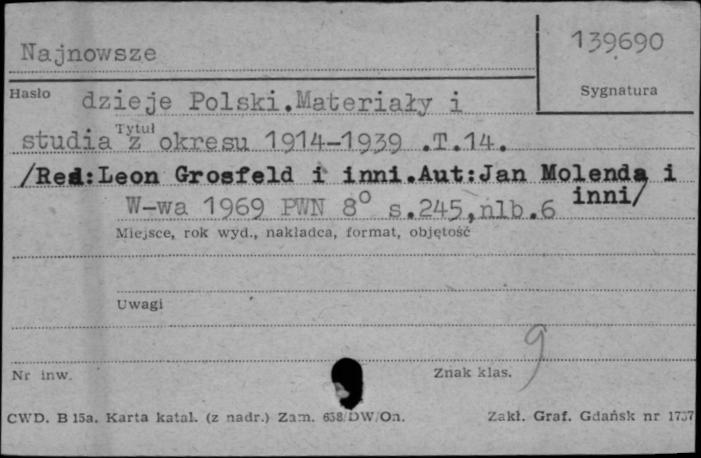 Najnowsze
139690
Hasło
Sygnatura
dzieje Polski.Materiały i
Tytuł
studia z okresu 1914-1939 .T.14.
/Red:Leon Grosfeld i inni.Aut:Jan Molenda i
inni/
W-wa 1969 PWN 8° s.245,nlb.6
Miejsce, rok wyd., nakładca, format, objętość
Uwagi
9
Nr inw.
Znak klas.
CWD. B 15a. Karta katal. (z nadr.) Zam. 638/DW/On.
Zakł. Graf. Gdańsk nr 1737